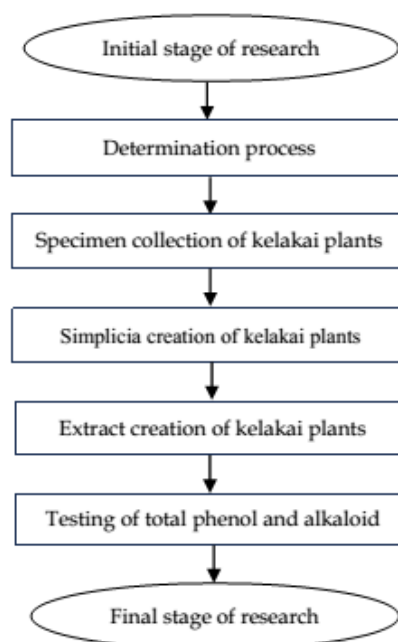 Initial stage of research
Determination process
Specimen collection of kelakai plants
Simplicia creation of kelakai plants
Extract creation of kelakai plants
Testing of total phenol and alkaloid
Final stage of research